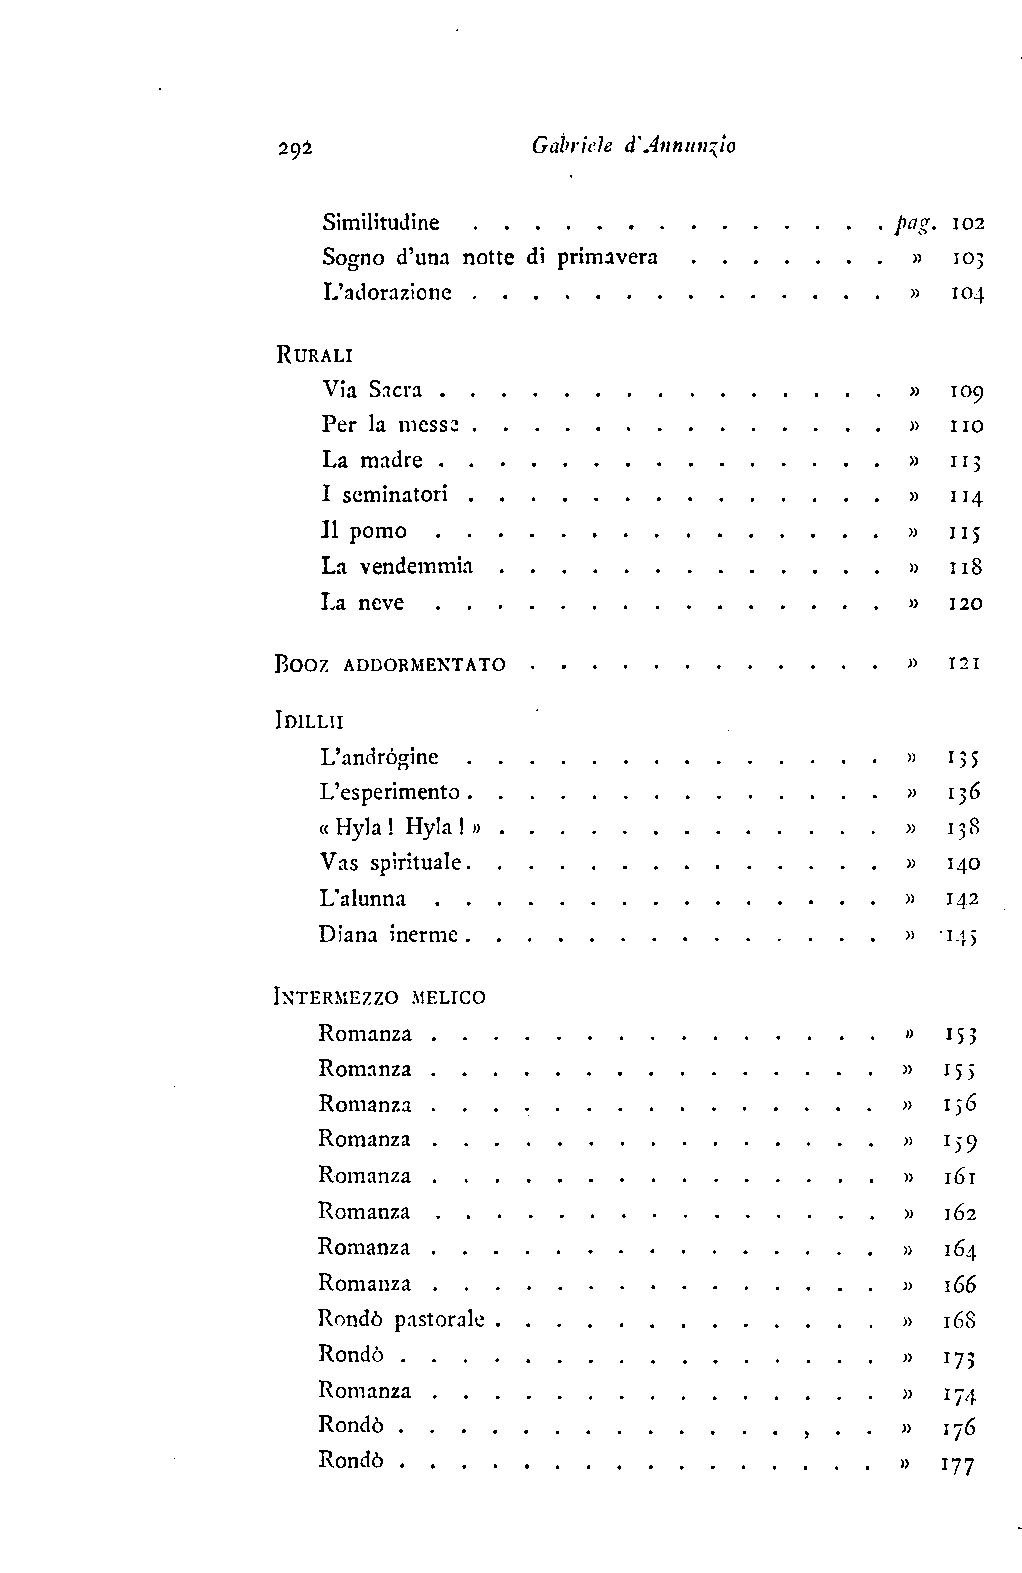 292 Gabriele d'Annunzio
Similitudine . . . . . . . . . . . . . . pag. 102
Sogno d'una notte di primavera . . . . . . . » 103
L'adorazione . . . . . . . . . . . . . . » 104
RURALI
Via Sacra . . . . . . . . . . . . . . . » 109
Per la messe . . . . . . . . . . . . . . » 110
La madre . . . . . . . . . . . . . . . » 113
I seminatori . . . . . . . . . . . . . . » 114
Il pomo . . . . . . . . . . . . . . . » 115
La vendemmia . . . . . . . . . . . . . » 118
La neve . . . . . . . . . . . . . . . » 120
BOOZ ADDORMENTATO . . . . . . . . . . . . » 121
IDILLII
L'andrógine . . . . . . . . . . . . . . » 135
L'esperimento . . . . . . . . . . . . . . » 136
« Hyla! Hyla! » . . . . . . . . . . . . . » 138
Vas spirituale . . . . . . . . . . . . . . » 140
L'alunna . . . . . . . . . . . . . . . » 142
Diana inerme . . . . . . . . . . . . . . » 145
INTERMEZZO MELICO
Romanza . . . . . . . . . . . . . . . » 153
Romanza . . . . . . . . . . . . . . . » 155
Romanza . . . . . . . . . . . . . . . » 156
Romanza . . . . . . . . . . . . . . . » 159
Romanza . . . . . . . . . . . . . . . » 161
Romanza . . . . . . . . . . . . . . . » 162
Romanza . . . . . . . . . . . . . . . » 164
Romanza . . . . . . . . . . . . . . . » 166
Rondò pastorale . . . . . . . . . . . . . » 168
Rondò . . . . . . . . . . . . . . . . » 173
Romanza . . . . . . . . . . . . . . . » 174
Rondò . . . . . . . . . . . . . . . . » 176
Rondò . . . . . . . . . . . . . . . . » 177